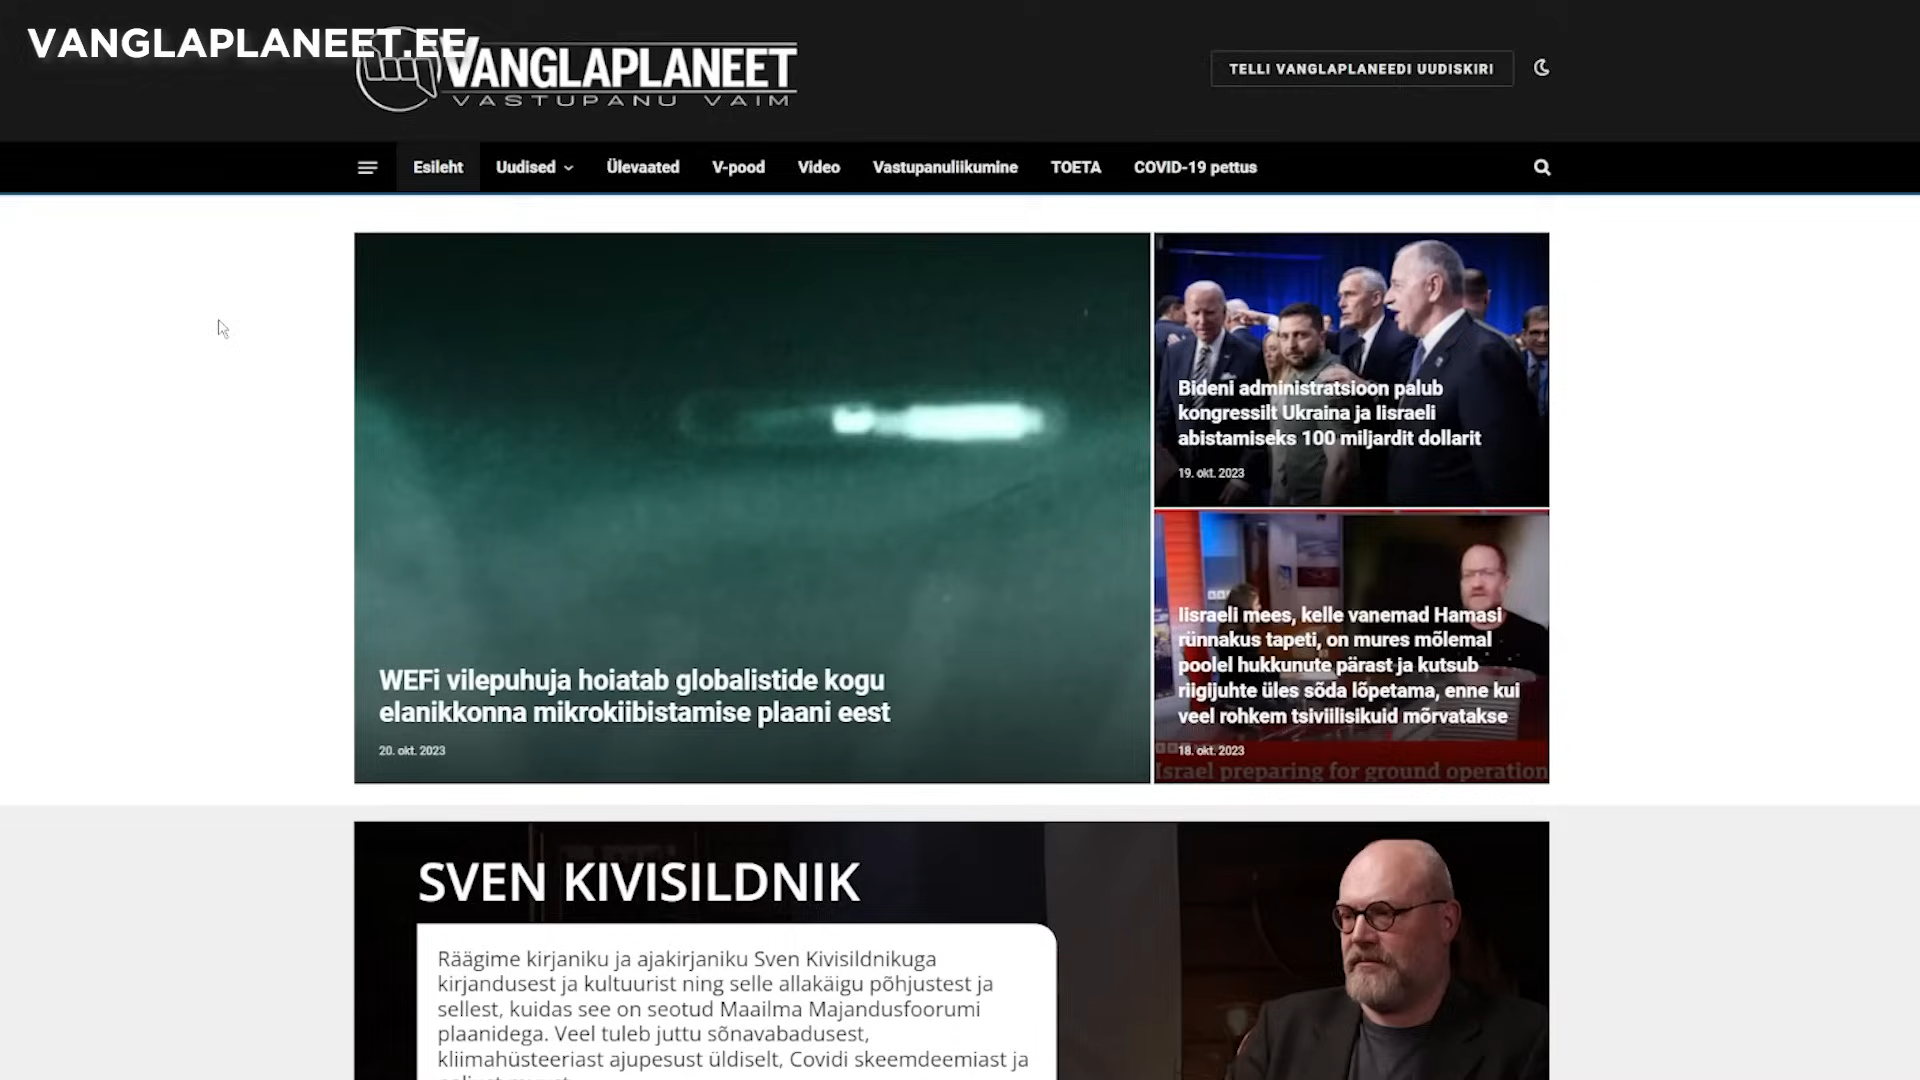 VANGLAPLANEET.EE
VANGLAPLANEET
VASTUPANU VAIM
TELLI VANGLAPLANEEDI UUDISKIRI
Esileht
Uudised
Ülevaated
V-pood
Video
Vastupanuliikumine
TOETA
COVID-19 pettus
WEFi vilepuhuja hoiatab globalistide kogu
elanikkonna mikrokiibistamise plaani eest
20. okt. 2023
Bideni administratsioon palub
kongressilt Ukraina ja Iisraeli
abistamiseks 100 miljardit dollarit
19. okt. 2023
Iisraeli mees, kelle vanemad Hamasi
rünnakus tapeti, on mures mõlemal
poolel hukkunute pärast ja kutsub
riigijuhte üles sõda lõpetama, enne kui
veel rohkem tsiviilisikuid mõrvatakse
18. okt. 2023
Israel preparing for ground operation
SVEN KIVISILDNIK
Räägime kirjaniku ja ajakirjaniku Sven Kivisildnikuga
kirjandusest ja kultuurist ning selle allakäigu põhjustest ja
sellest, kuidas see on seotud Maailma Majandusfoorumi
plaanidega. Veel tuleb juttu sõnavabadusest,
kliimahüsteeriast ajupesust üldiselt, Covidi skeemdeemiast ja